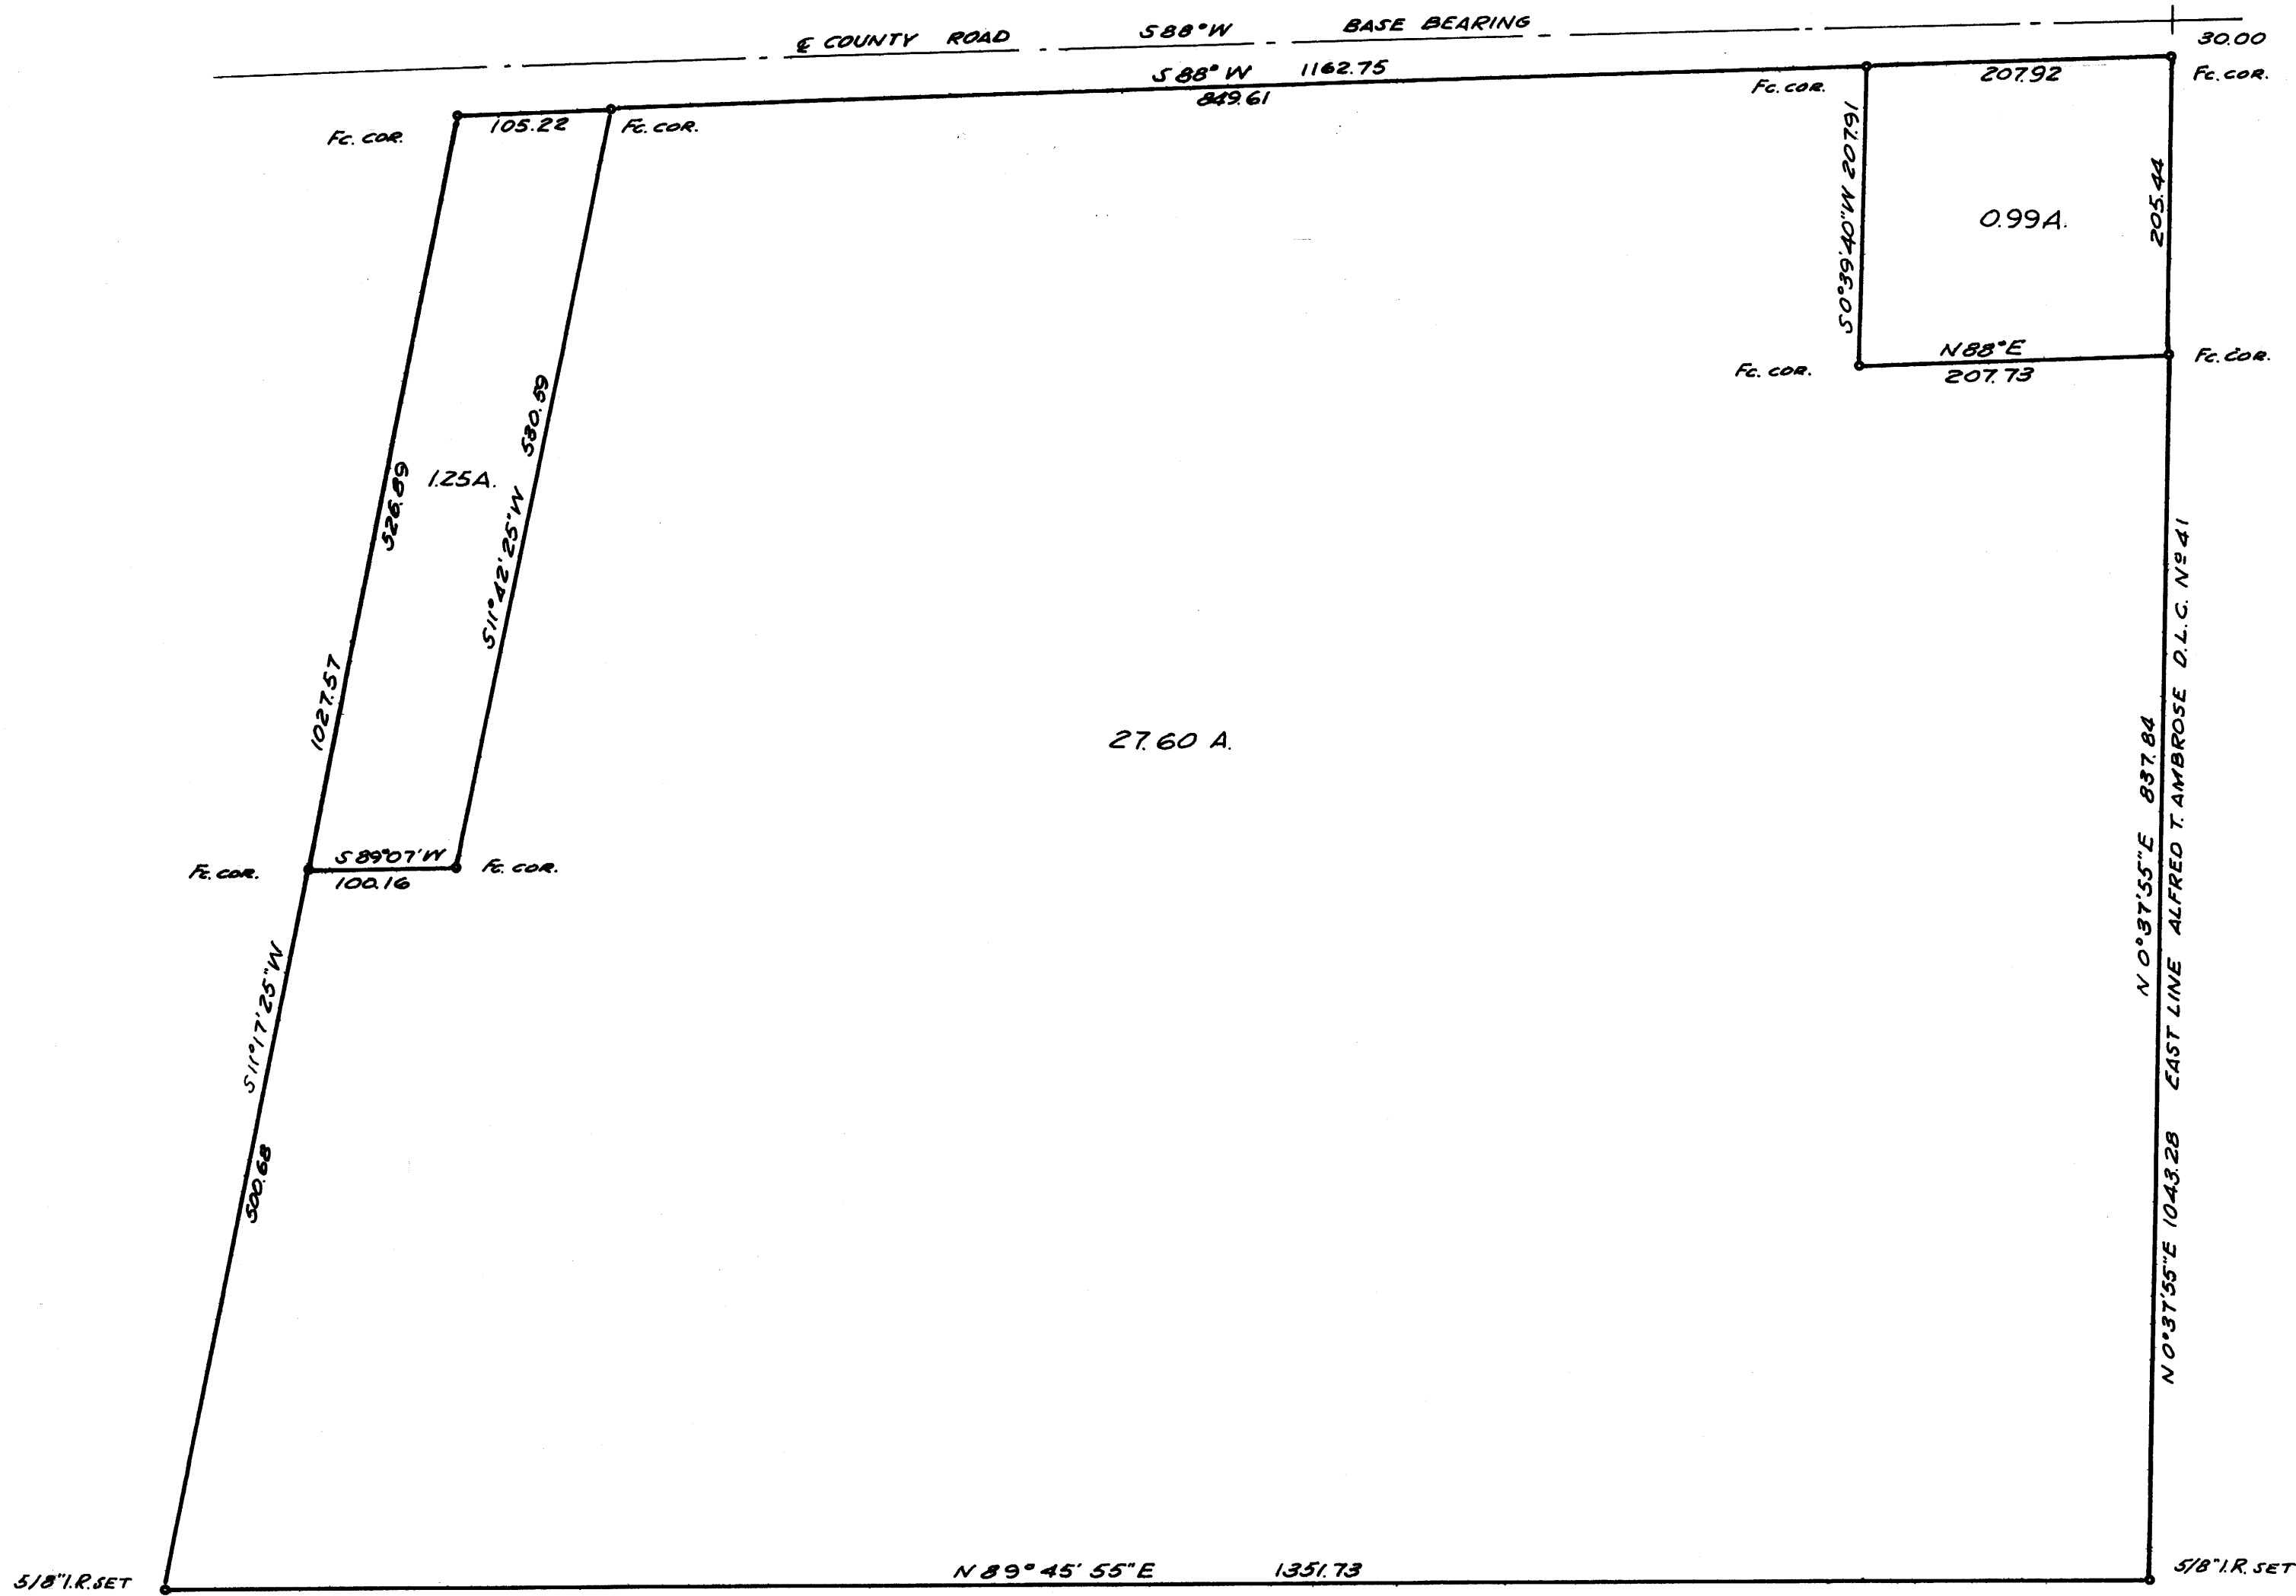 ℄ COUNTY ROAD S 88° W BASE BEARING
30.00
S 88° W 1162.75
849.61
Fc. COR.
207.92
Fc. COR.
Fc. COR.
105.22
Fc. COR.
S 0° 39' 40" W 207.91
205.44
0.99 A.
N 88° E
207.73
Fc. COR.
Fc. COR.
526.89
1.25 A.
S 11° 42' 25" W 530.59
1027.57
27.60 A.
N 0° 37' 55" E 837.84
N 0° 37' 55" E 1043.28 EAST LINE ALFRED T. AMBROSE D.L.C. Nº 41
Fc. COR.
S 89° 07' W
100.16
Fc. COR.
S 11° 17' 25" W
500.68
5/8" I.R. SET
N 89° 45' 55" E 1351.73
5/8" I.R. SET